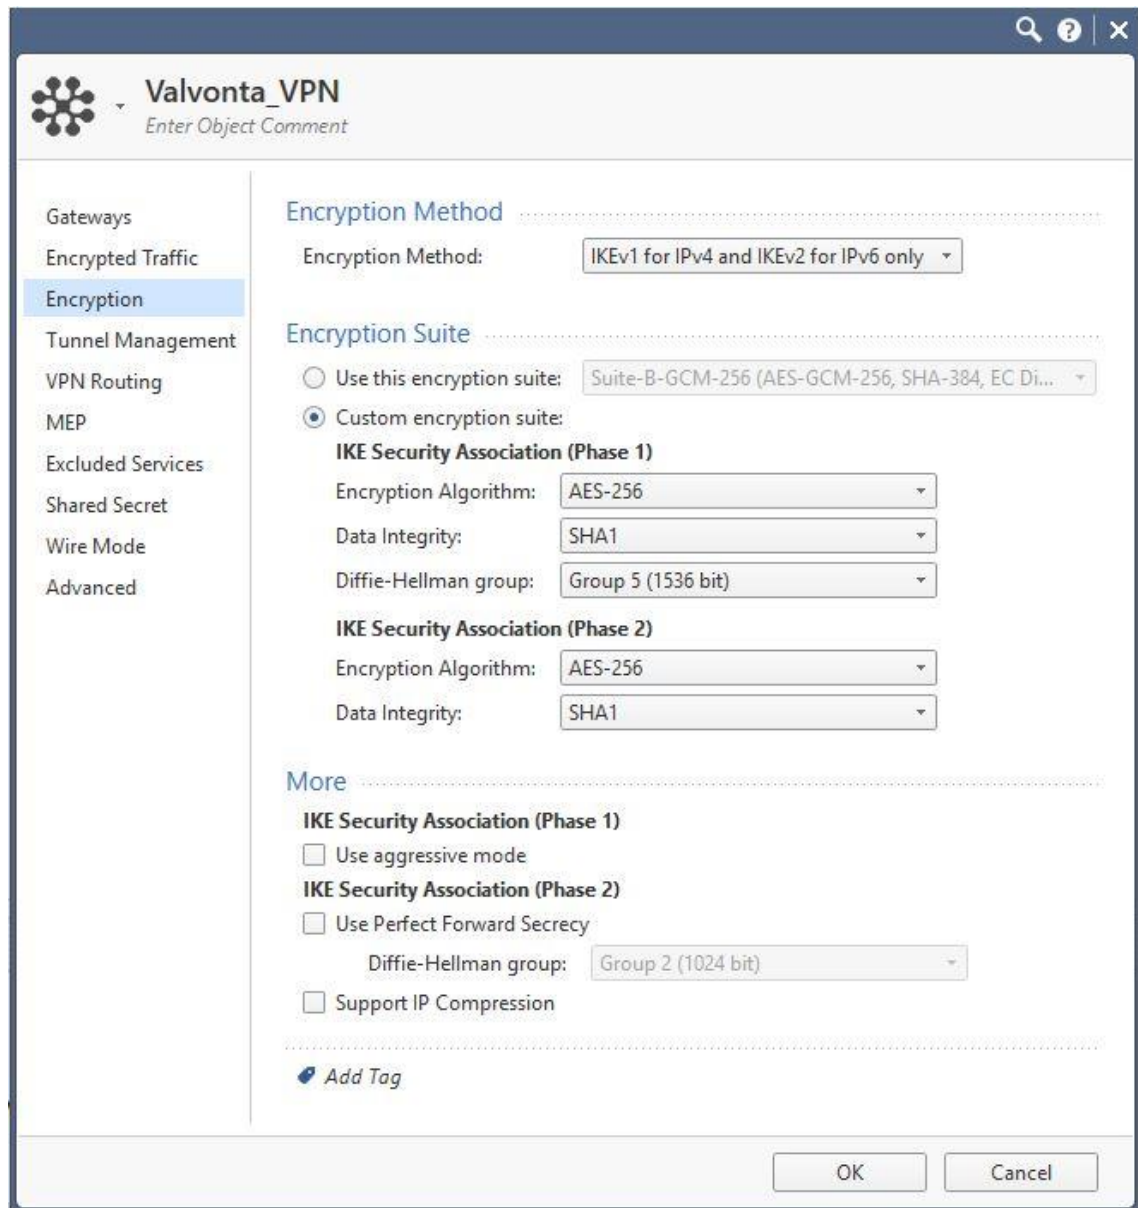 Valvonta_VPN
Enter Object Comment
Gateways
Encrypted Traffic
Encryption
Tunnel Management
VPN Routing
MEP
Excluded Services
Shared Secret
Wire Mode
Advanced
Encryption Method
Encryption Method: IKEv1 for IPv4 and IKEv2 for IPv6 only
Encryption Suite
Use this encryption suite: Suite-B-GCM-256 (AES-GCM-256, SHA-384, EC Di...
Custom encryption suite:
IKE Security Association (Phase 1)
Encryption Algorithm: AES-256
Data Integrity: SHA1
Diffie-Hellman group: Group 5 (1536 bit)
IKE Security Association (Phase 2)
Encryption Algorithm: AES-256
Data Integrity: SHA1
More
IKE Security Association (Phase 1)
Use aggressive mode
IKE Security Association (Phase 2)
Use Perfect Forward Secrecy
Diffie-Hellman group: Group 2 (1024 bit)
Support IP Compression
Add Tag
OK Cancel